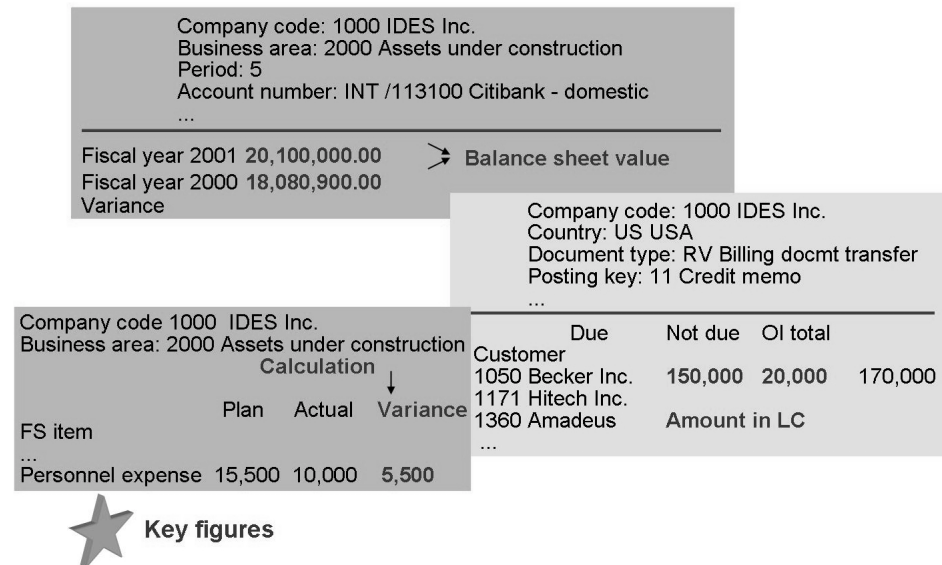 Company code: 1000 IDES Inc.
Business area: 2000 Assets under construction
Period: 5
Account number: INT /113100 Citibank - domestic
...
Fiscal year 2001 20,100,000.00 Balance sheet value
Fiscal year 2000 18,080,900.00
Variance
Company code: 1000 IDES Inc.
Country: US USA
Document type: RV Billing docmt transfer
Posting key: 11 Credit memo
...
Due Not due OI total
Customer
1050 Becker Inc. 150,000 20,000 170,000
1171 Hitech Inc.
1360 Amadeus Amount in LC
...
Company code 1000 IDES Inc.
Business area: 2000 Assets under construction
Calculation
Plan Actual Variance
FS item
...
Personnel expense 15,500 10,000 5,500
Key figures